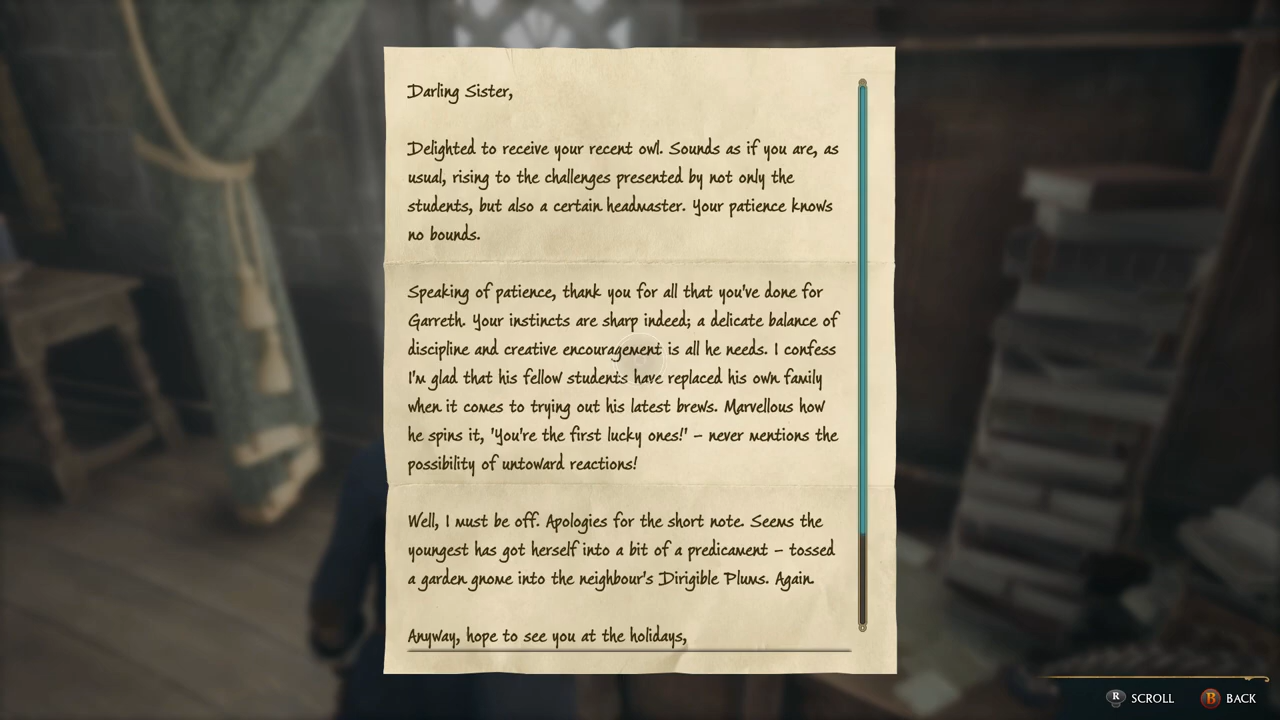 Darling Sister,
Delighted to receive your recent owl. Sounds as if you are, as
usual, rising to the challenges presented by not only the
students, but also a certain headmaster. Your patience knows
no bounds.
Speaking of patience, thank you for all that you've done for
Garreth. Your instincts are sharp indeed; a delicate balance of
discipline and creative encouragement is all he needs. I confess
I'm glad that his fellow students have replaced his own family
when it comes to trying out his latest brews. Marvellous how
he spins it, 'You're the first lucky ones!' – never mentions the
possibility of untoward reactions!
Well, I must be off. Apologies for the short note. Seems the
youngest has got herself into a bit of a predicament – tossed
a garden gnome into the neighbour's Dirigible Plums. Again.
Anyway, hope to see you at the holidays,
R SCROLL
B BACK